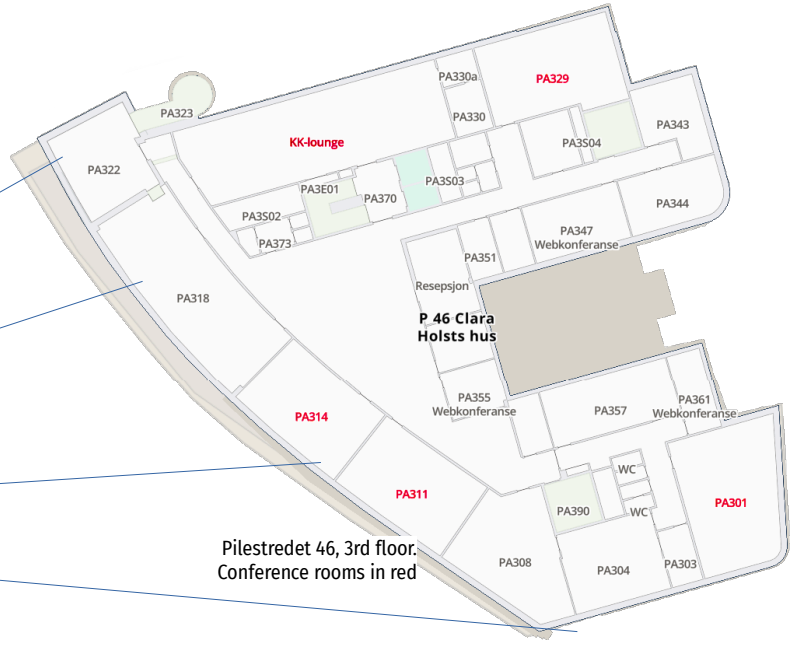 PA330a
PA329
PA323
PA330
PA343
KK-lounge
PA3S04
PA322
PA3S03
PA3E01
PA370
PA344
PA3S02
PA373
PA347
Webkonferanse
PA351
Resepsjon
PA318
P 46 Clara
Holsts hus
PA355
Webkonferanse
PA357
PA361
Webkonferanse
PA314
WC
PA311
PA301
PA390
WC
Pilestredet 46, 3rd floor.
Conference rooms in red
PA308
PA304
PA303